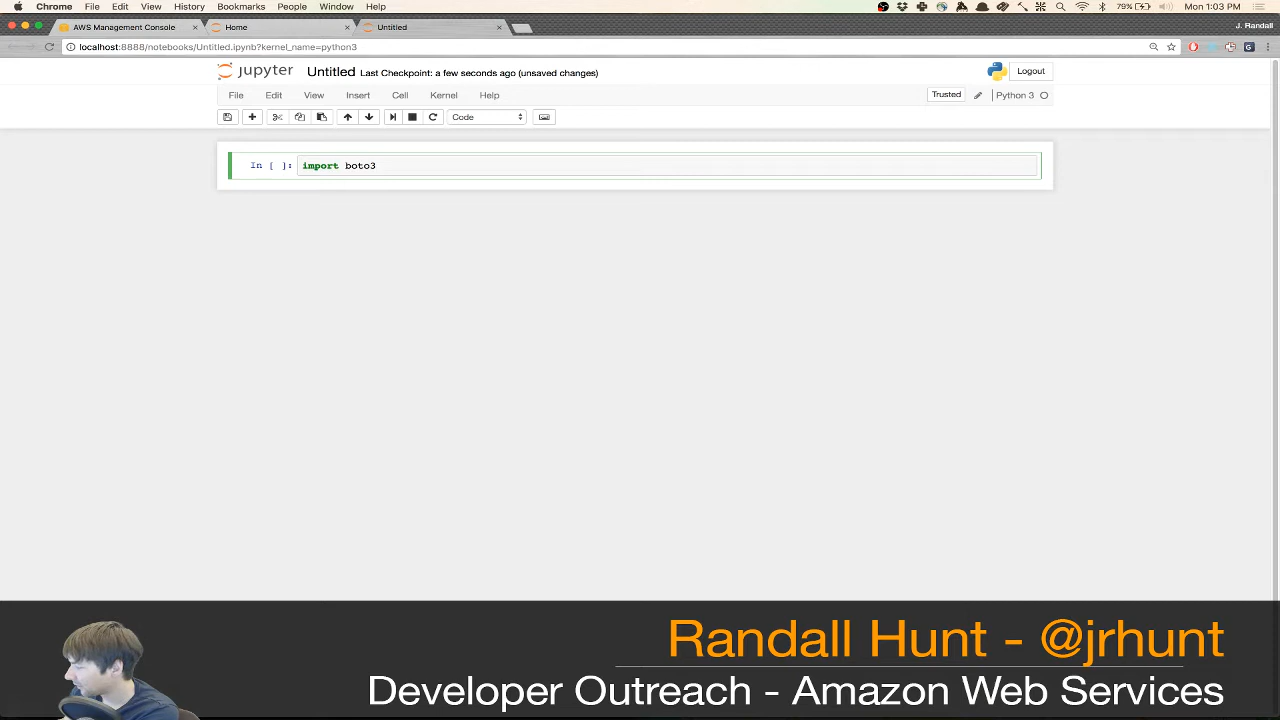 Chrome File Edit View History Bookmarks People Window Help 79% Mon 1:03 PM
AWS Management Console Home Untitled J. Randall
localhost:8888/notebooks/Untitled.ipynb?kernel_name=python3
jupyter Untitled Last Checkpoint: a few seconds ago (unsaved changes) Logout
File Edit View Insert Cell Kernel Help Trusted Python 3
Code
In [ ]: import boto3
Randall Hunt - @jrhunt
Developer Outreach - Amazon Web Services